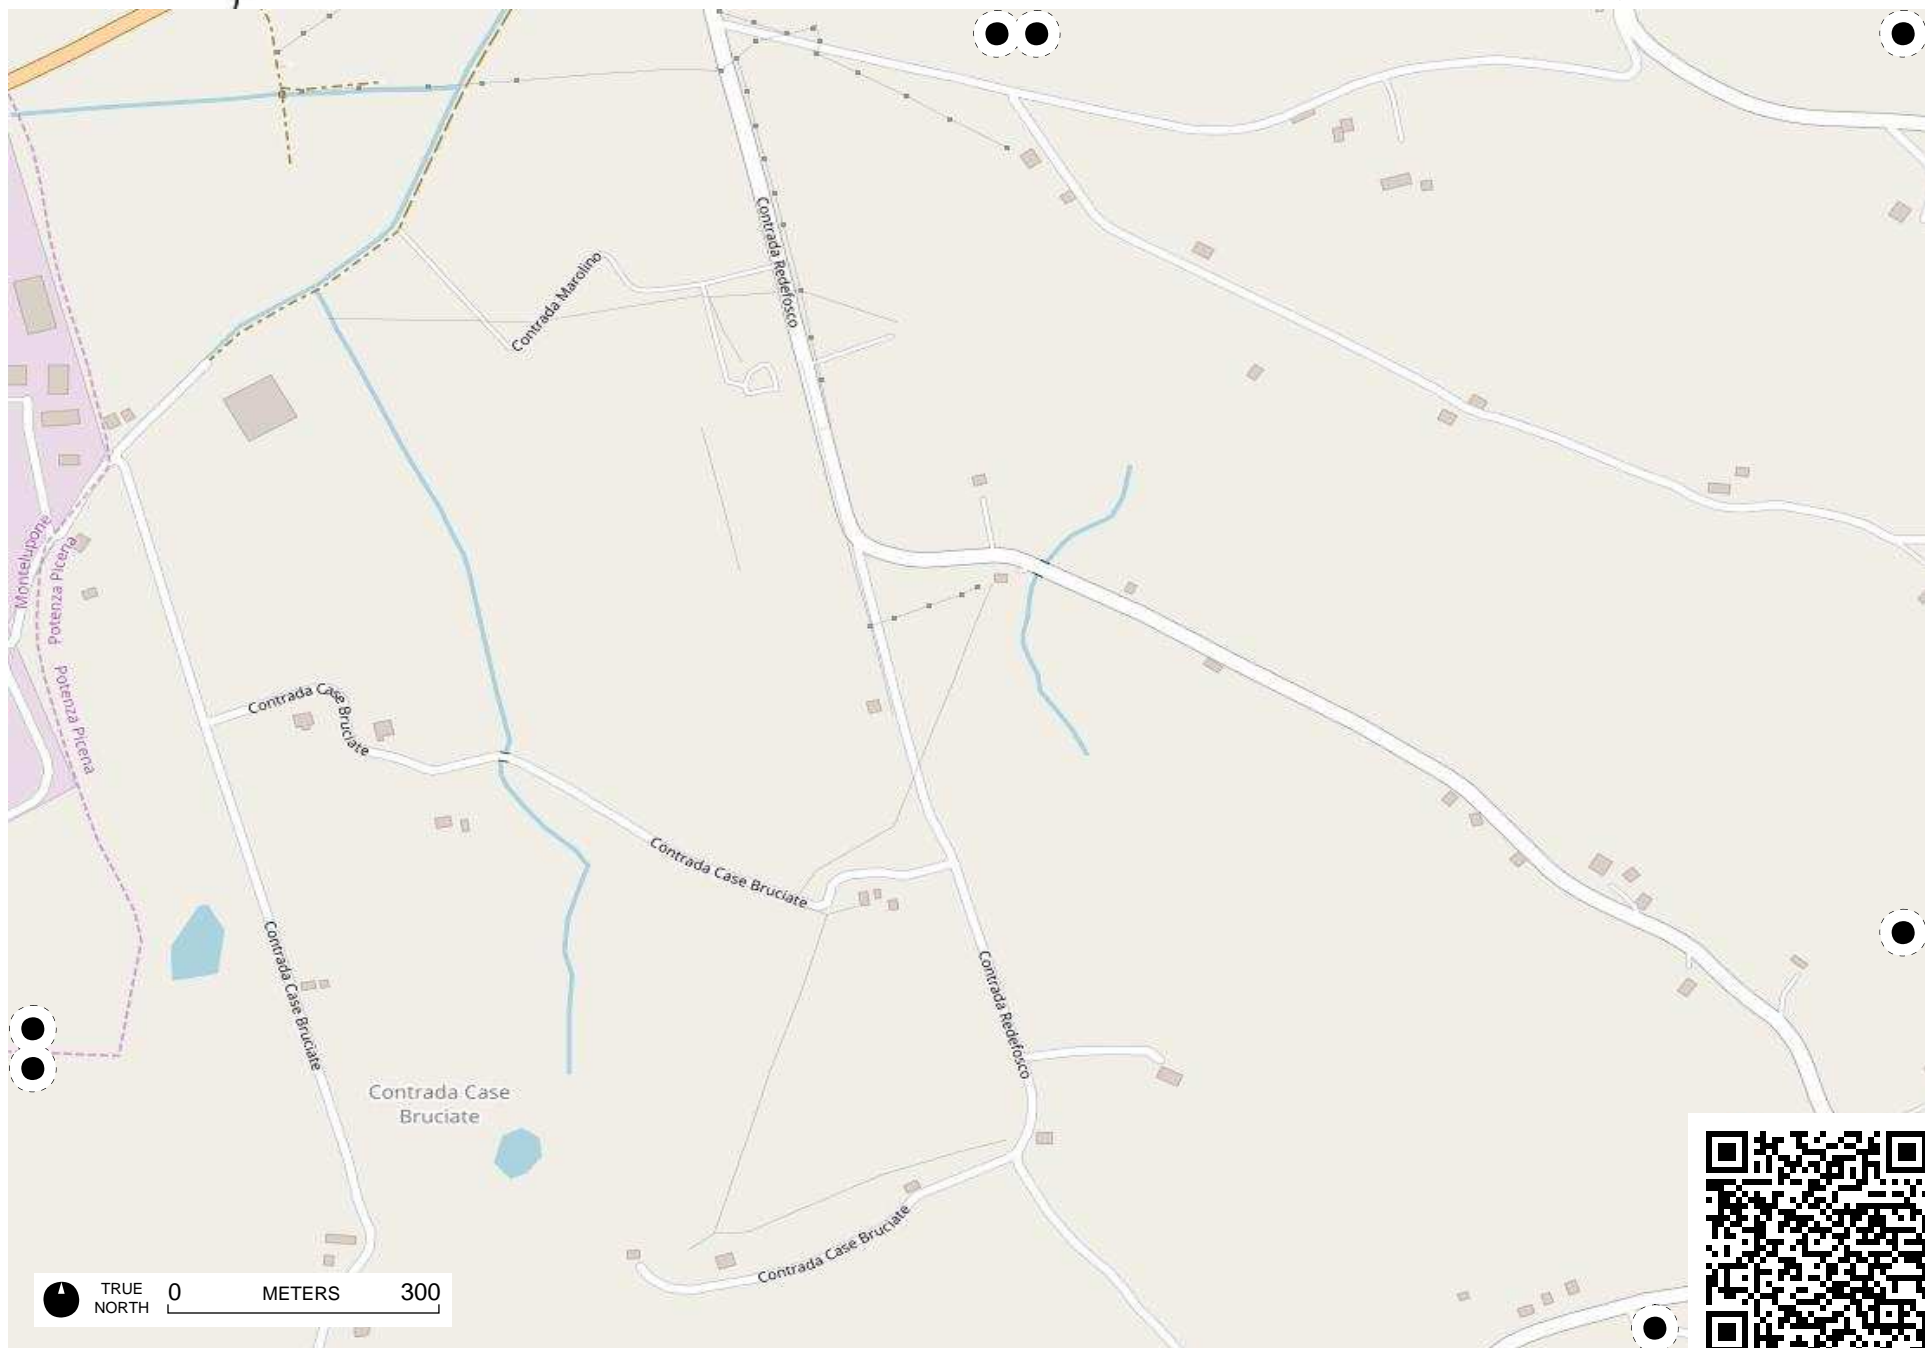 Contrada Redefosco
Contrada Marolino
Montelupone
Potenza Picena
Potenza Picena
Contrada Case
Bruciate
Contrada Case Bruciate
Contrada Case Bruciate
Contrada Redefosco
Contrada Case
Bruciate
Contrada Case Bruciate
TRUE
NORTH
0 METERS 300